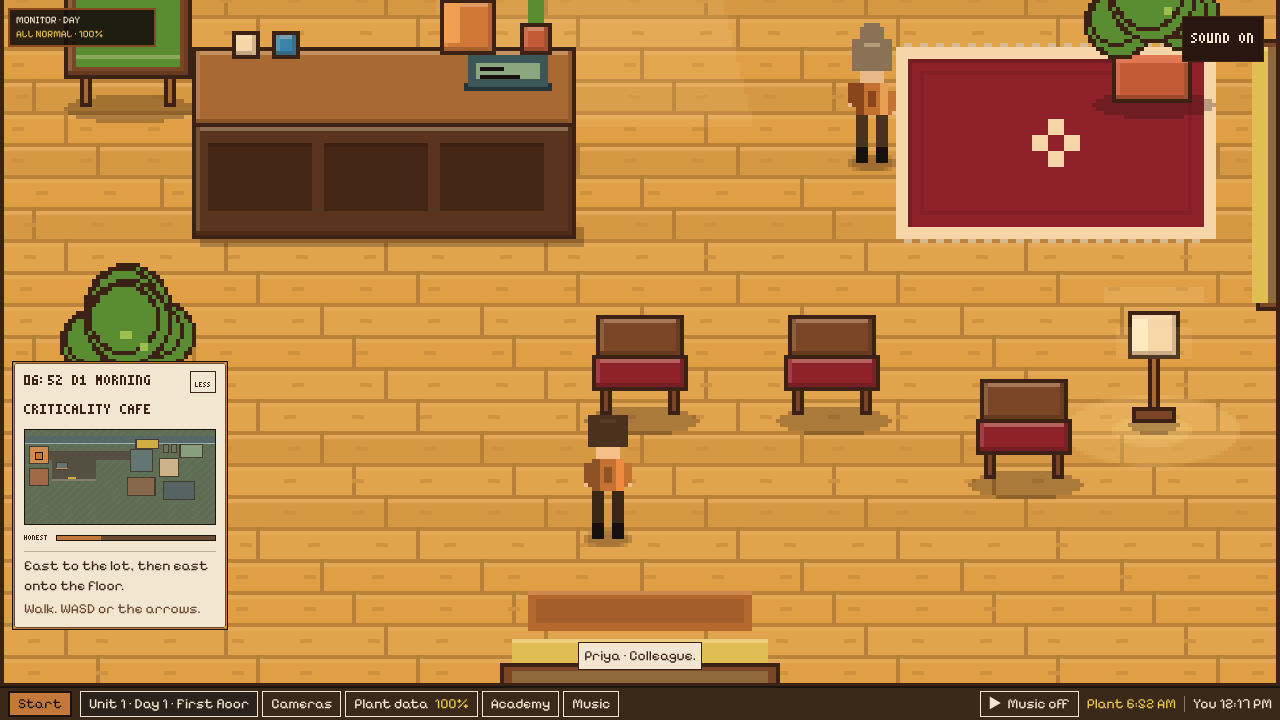 MONITOR · DAY
ALL NORMAL · 100%
SOUND ON
06:52 D1 MORNING
LESS
CRITICALITY CAFE
HONEST
East to the lot, then east
onto the floor.
Walk. WASD or the arrows.
Priya · Colleague.
Start
Unit 1 · Day 1 · First floor
Cameras
Plant data 100%
Academy
Music
▶ Music off
Plant 6:52 AM
You 12:17 PM